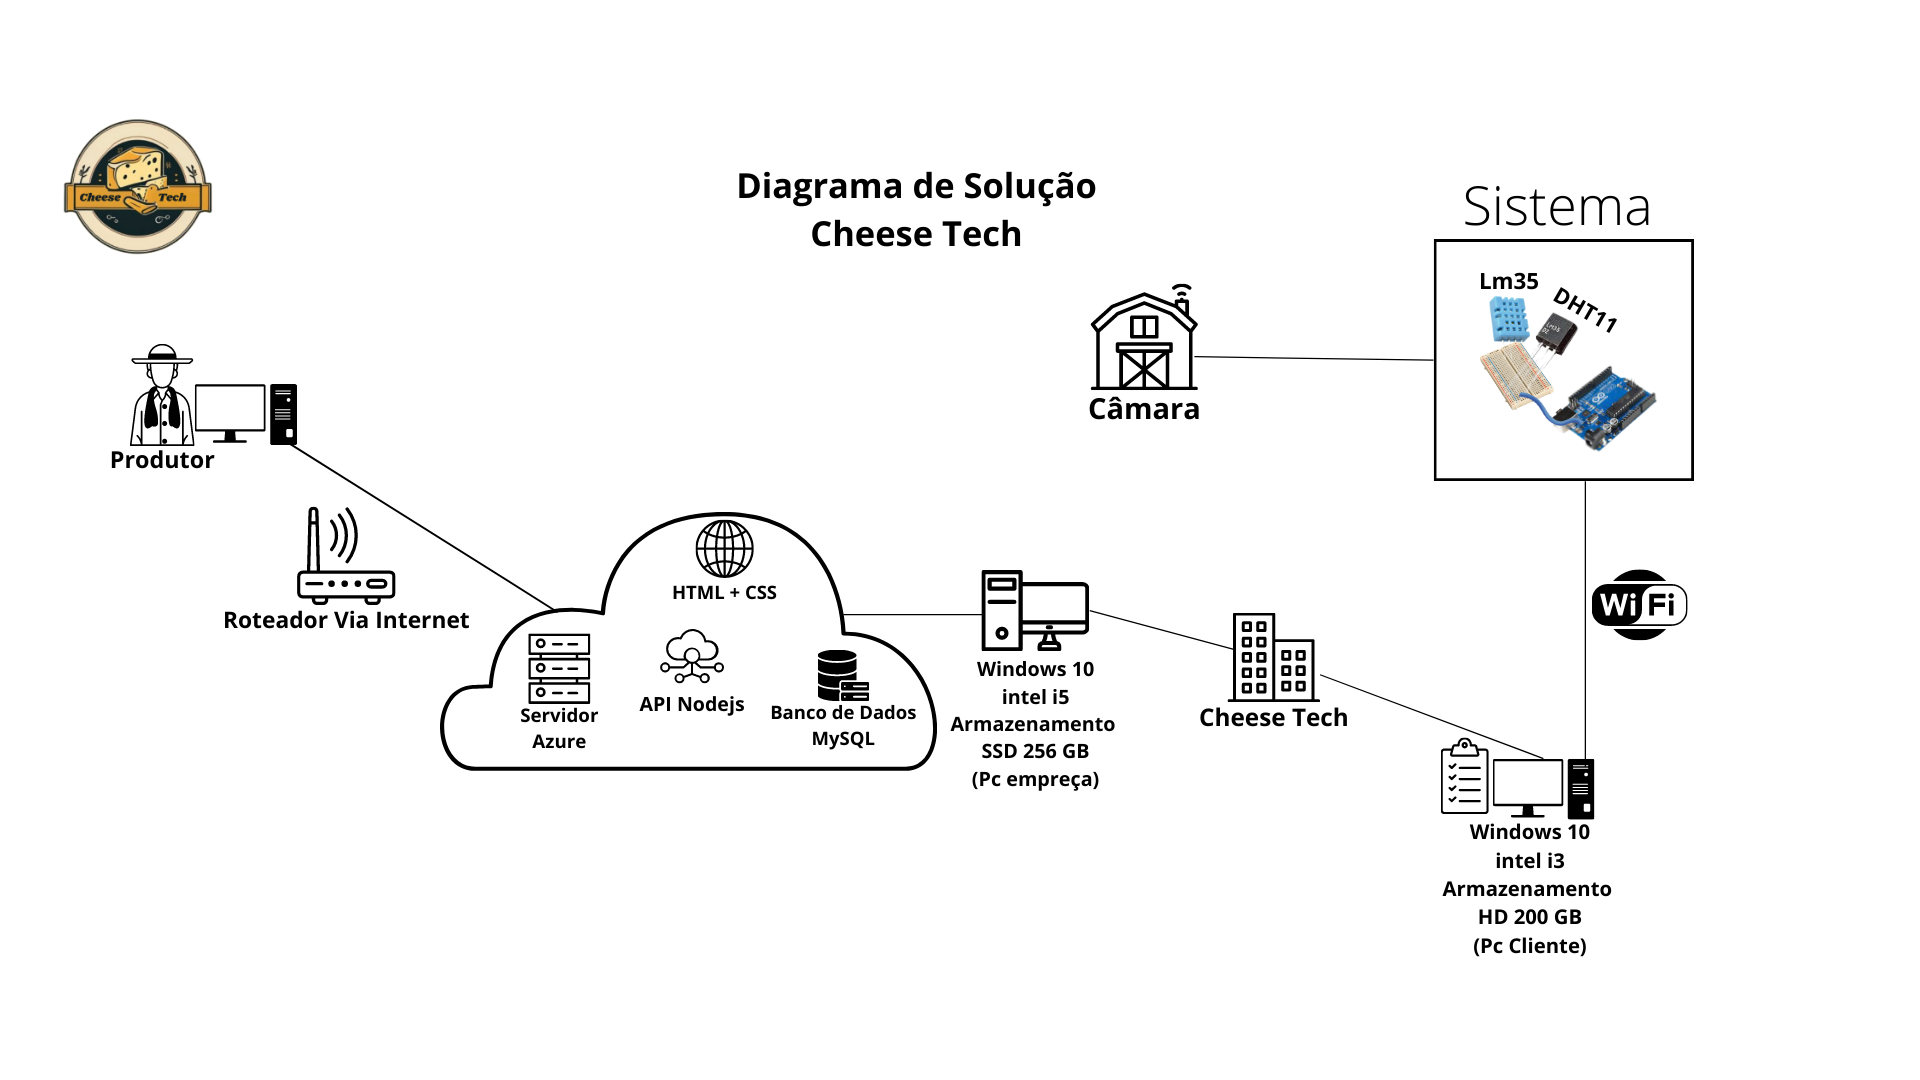 Cheese Tech
Diagrama de Solução
Cheese Tech
Sistema
Lm35
DHT11
LM35
DZ
Câmara
Produtor
Roteador Via Internet
HTML + CSS
Servidor
Azure
API Nodejs
Banco de Dados
MySQL
Windows 10
intel i5
Armazenamento
SSD 256 GB
(Pc empreça)
Cheese Tech
WiFi
Windows 10
intel i3
Armazenamento
HD 200 GB
(Pc Cliente)